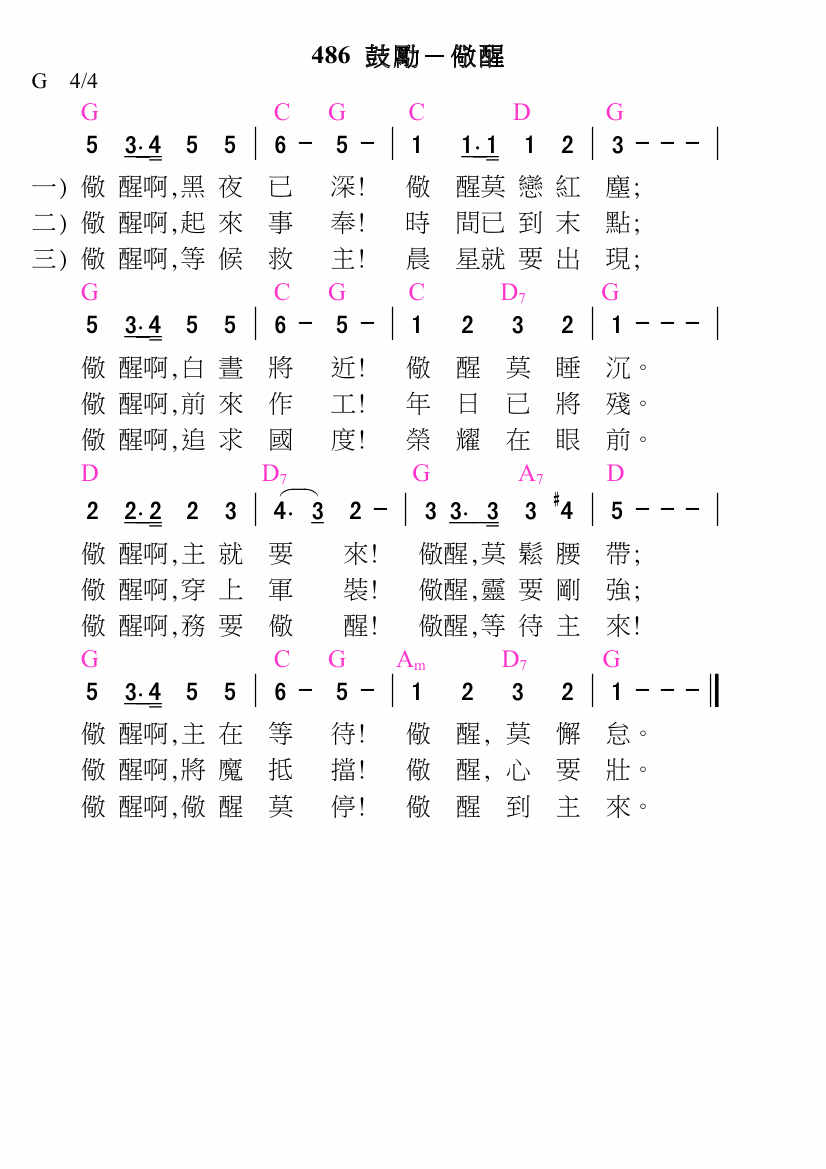 486 鼓勵－儆醒
G 4/4
G C G C D G
5 3·4 5 5 | 6 － 5 － | 1 1·1 1 2 | 3 － － － |
一) 儆 醒啊,黑 夜 已 深! 儆 醒莫 戀 紅 塵;
二) 儆 醒啊,起 來 事 奉! 時 間已 到 末 點;
三) 儆 醒啊,等 候 救 主! 晨 星就 要 出 現;
G C G C D7 G
5 3·4 5 5 | 6 － 5 － | 1 2 3 2 | 1 － － － |
儆 醒啊,白 晝 將 近! 儆 醒 莫 睡 沉。
儆 醒啊,前 來 作 工! 年 日 已 將 殘。
儆 醒啊,追 求 國 度! 榮 耀 在 眼 前。
D D7 G A7 D
2 2·2 2 3 | 4· 3 2 － | 3 3· 3 3 #4 | 5 － － － |
儆 醒啊,主 就 要 來! 儆醒,莫 鬆 腰 帶;
儆 醒啊,穿 上 軍 裝! 儆醒,靈 要 剛 強;
儆 醒啊,務 要 儆 醒! 儆醒,等 待 主 來!
G C G Am D7 G
5 3·4 5 5 | 6 － 5 － | 1 2 3 2 | 1 － － － ‖
儆 醒啊,主 在 等 待! 儆 醒, 莫 懈 怠。
儆 醒啊,將 魔 抵 擋! 儆 醒, 心 要 壯。
儆 醒啊,儆 醒 莫 停! 儆 醒 到 主 來。